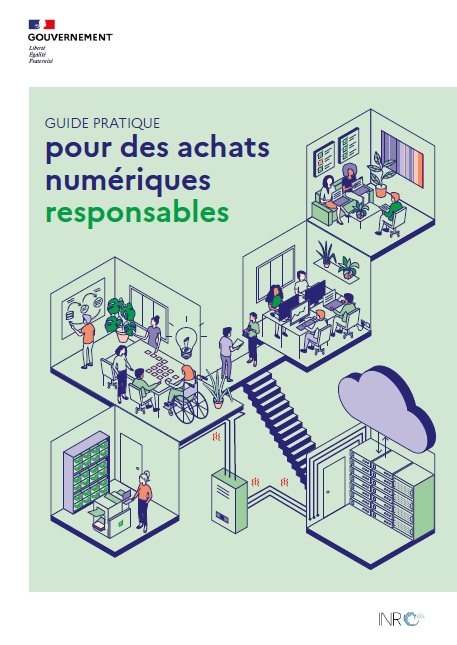 GOUVERNEMENT
Liberté
Égalité
Fraternité
GUIDE PRATIQUE
pour des achats
numériques
responsables
INR